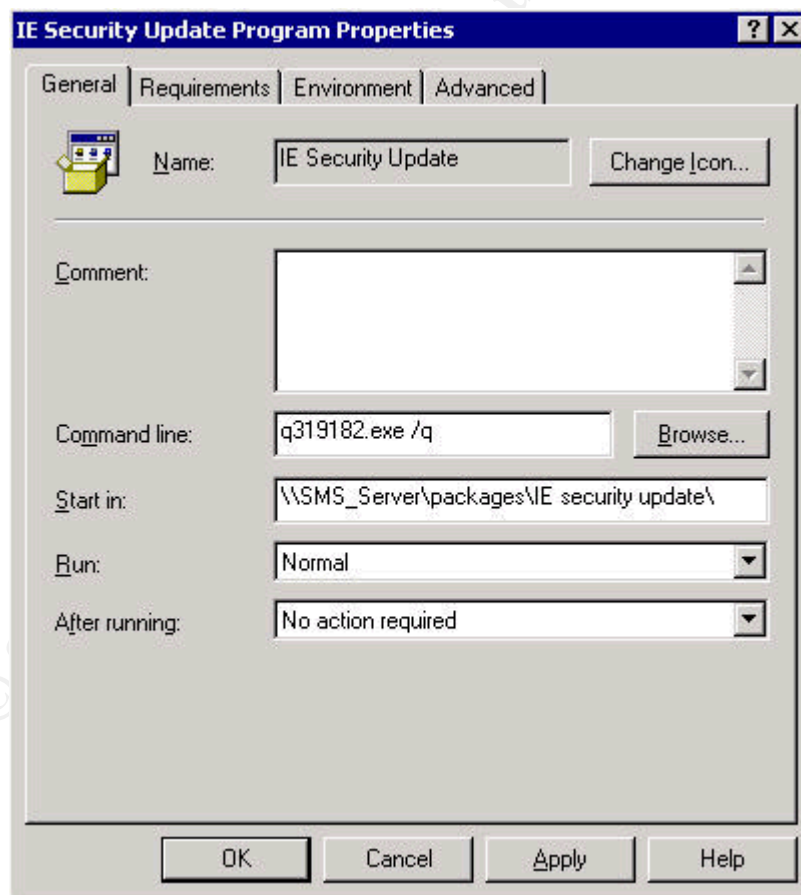 IE Security Update Program Properties
General Requirements Environment Advanced
Name: IE Security Update Change Icon...
Comment:
Command line: q319182.exe /q Browse...
Start in: \\SMS_Server\packages\IE security update\
Run: Normal
After running: No action required
OK Cancel Apply Help